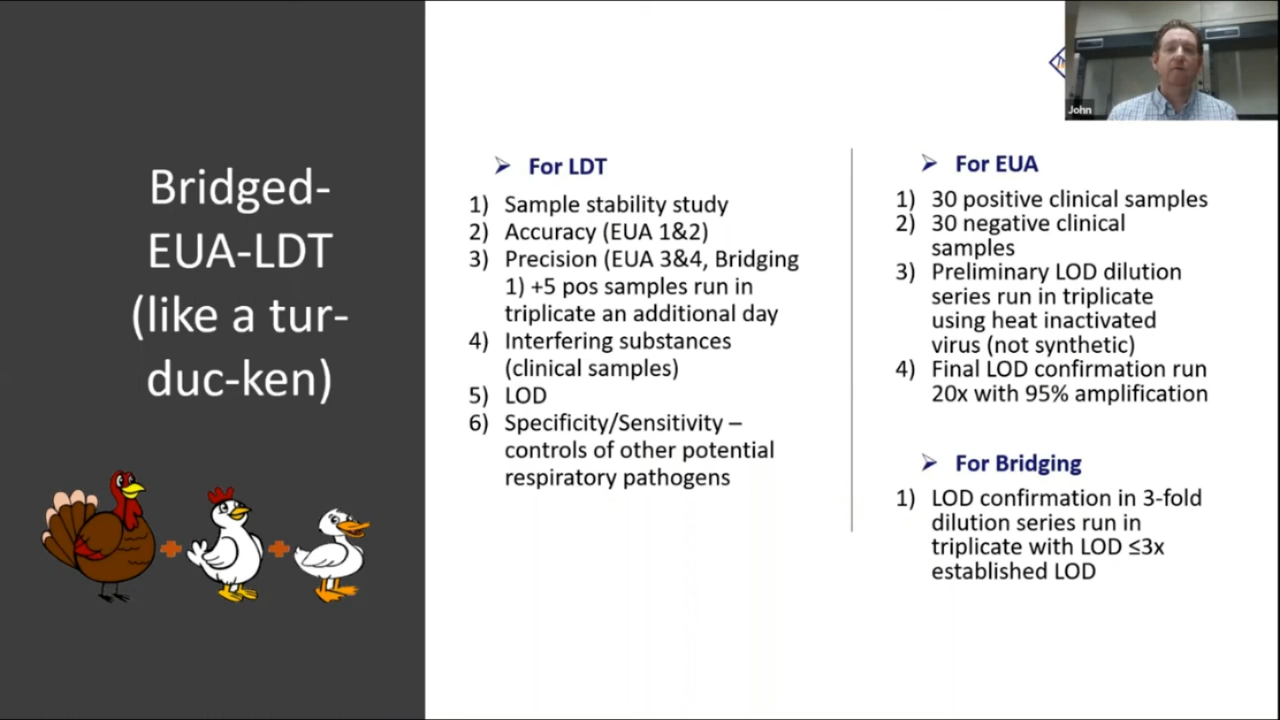 Bridged-
EUA-LDT
(like a tur-
duc-ken)
➢ For LDT
1) Sample stability study
2) Accuracy (EUA 1&2)
3) Precision (EUA 3&4, Bridging
1) +5 pos samples run in
triplicate an additional day
4) Interfering substances
(clinical samples)
5) LOD
6) Specificity/Sensitivity –
controls of other potential
respiratory pathogens
➢ For EUA
1) 30 positive clinical samples
2) 30 negative clinical
samples
3) Preliminary LOD dilution
series run in triplicate
using heat inactivated
virus (not synthetic)
4) Final LOD confirmation run
20x with 95% amplification
➢ For Bridging
1) LOD confirmation in 3-fold
dilution series run in
triplicate with LOD ≤3x
established LOD
John